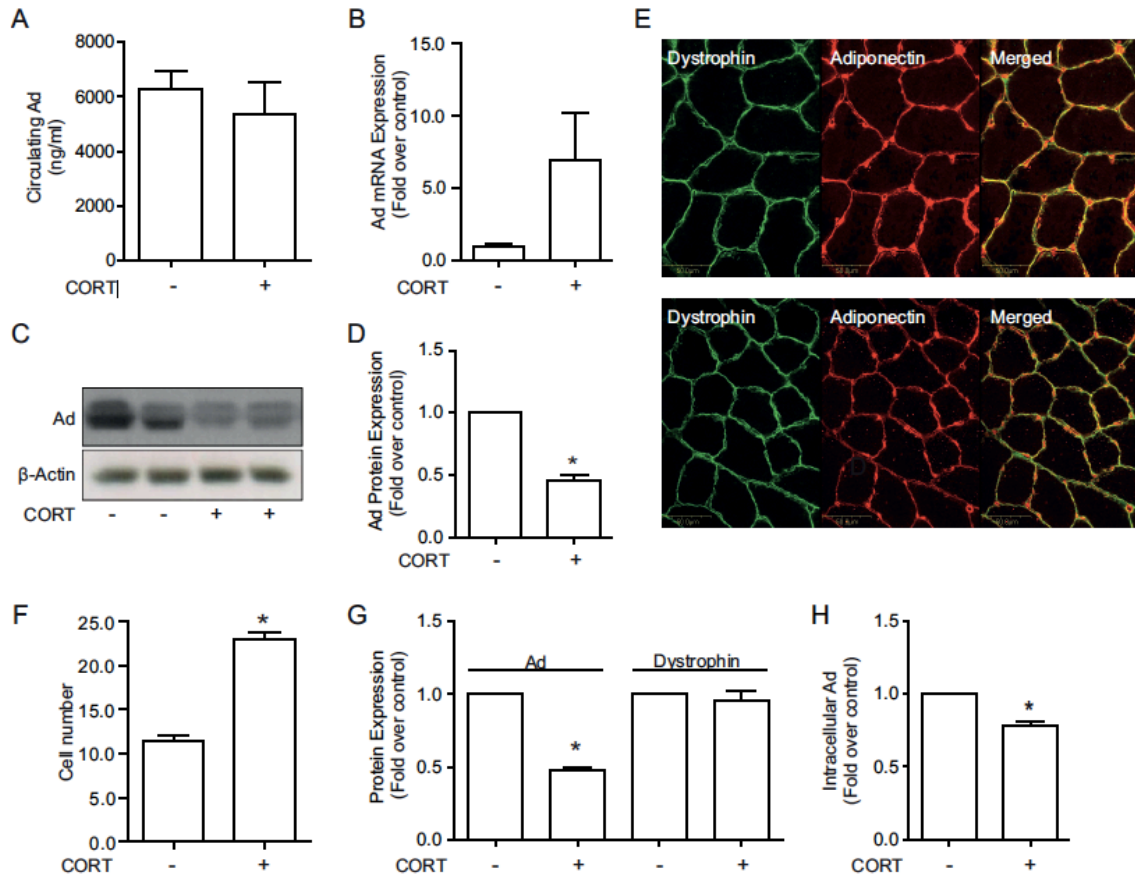 A
8000
6000
4000
2000
0
Circulating Ad
(ng/ml)
CORT - +
B
15.0
10.0
5.0
0.0
Ad mRNA Expression
(Fold over control)
CORT - +
C
Ad
β-Actin
CORT - - + +
D
1.5
1.0
0.5
0.0
Ad Protein Expression
(Fold over control)
*
CORT - +
E
Dystrophin Adiponectin Merged
Dystrophin Adiponectin Merged
F
25.0
20.0
15.0
10.0
5.0
0.0
Cell number
*
CORT - +
G
1.5
1.0
0.5
0.0
Protein Expression
(Fold over control)
Ad Dystrophin
*
CORT - + - +
H
1.5
1.0
0.5
0.0
Intracellular Ad
(Fold over control)
*
CORT - +